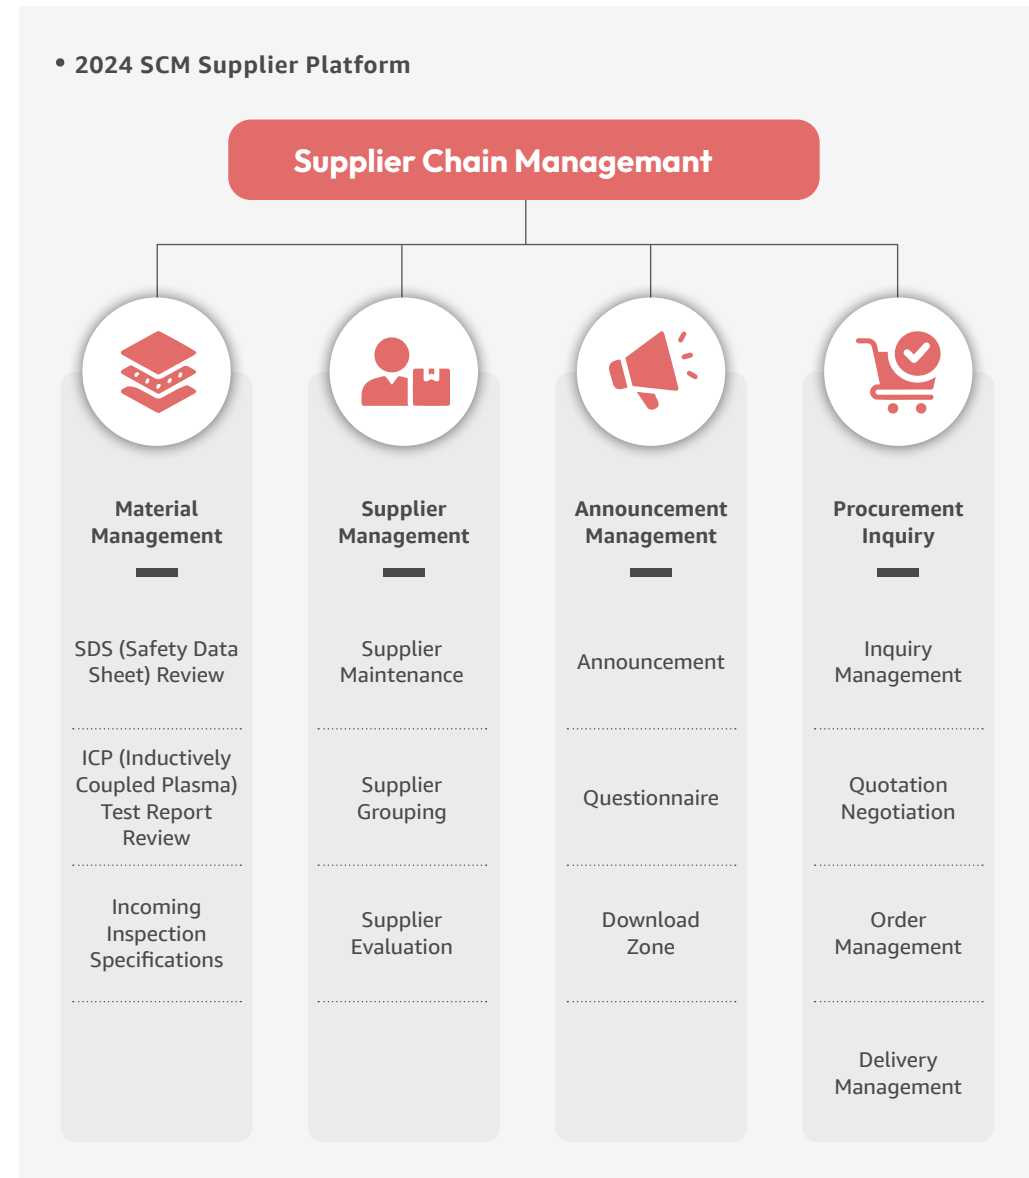 • 2024 SCM Supplier Platform
Supplier Chain Managemant
Material
Management
SDS (Safety Data
Sheet) Review
ICP (Inductively
Coupled Plasma)
Test Report
Review
Incoming
Inspection
Specifications
Supplier
Management
Supplier
Maintenance
Supplier
Grouping
Supplier
Evaluation
Announcement
Management
Announcement
Questionnaire
Download
Zone
Procurement
Inquiry
Inquiry
Management
Quotation
Negotiation
Order
Management
Delivery
Management